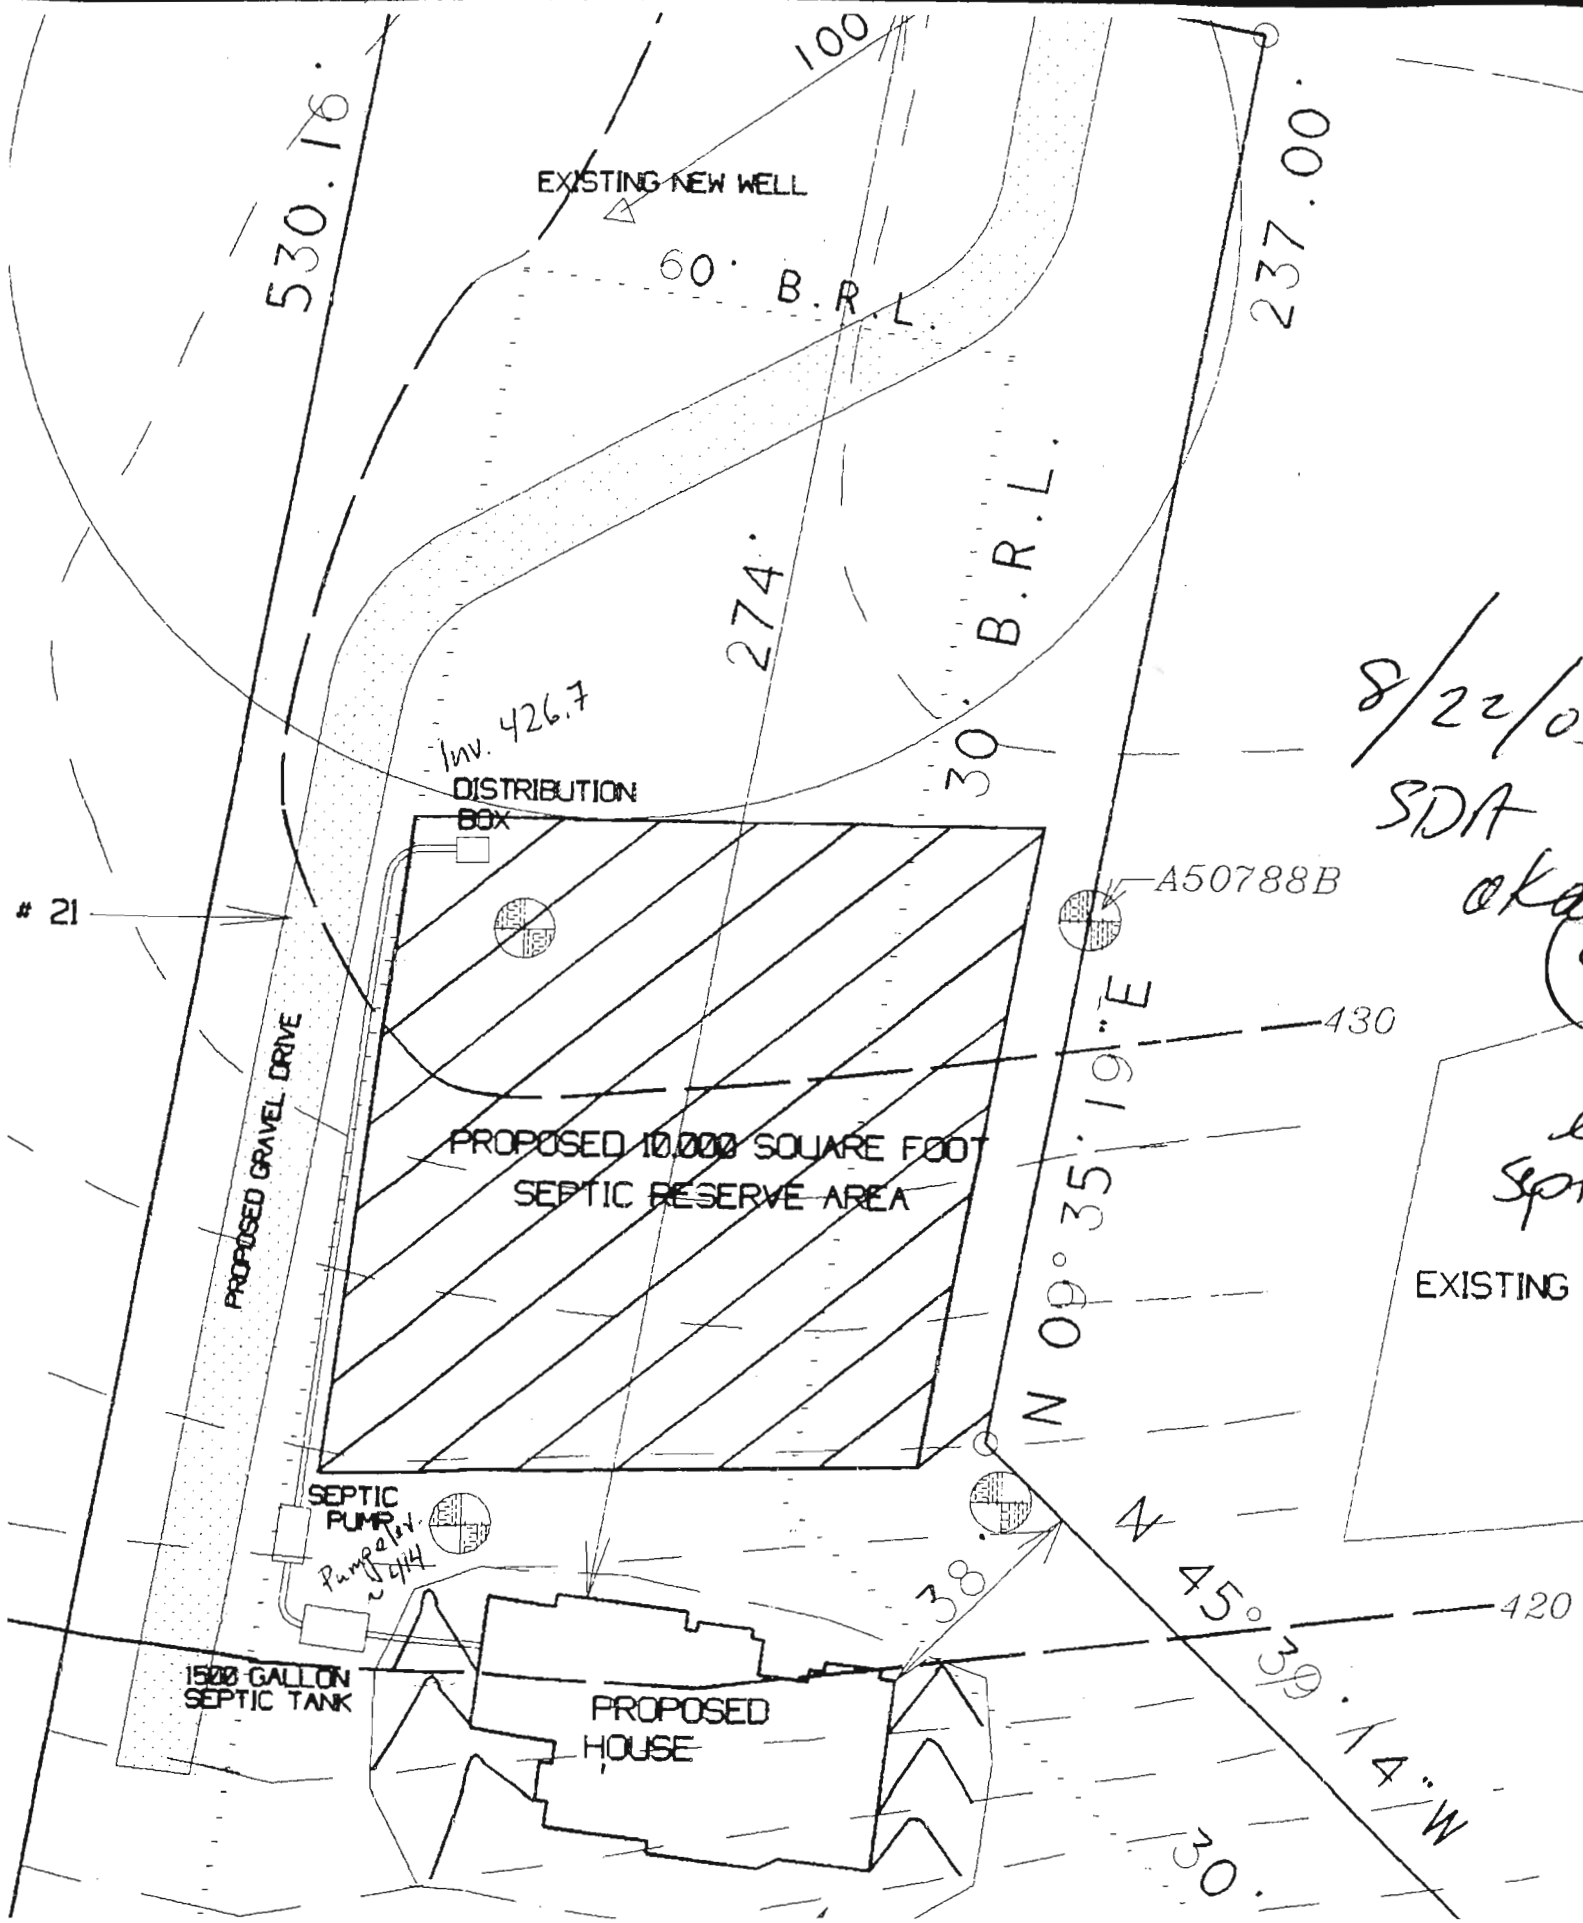 100
530.16'
237.00'
EXISTING NEW WELL
60' B.R.L.
274'
30' B.R.L.
8/22/0
SDA
Inv. 426.7
DISTRIBUTION
BOX
A50788B
# 21
430
N 09° 35' 19" E
PROPOSED GRAVEL DRIVE
PROPOSED 10,000 SQUARE FOOT
SEPTIC RESERVE AREA
EXISTING
SEPTIC
PUMP
Pump elev.
~ 414
38'
N 45° 39' 14" W
420
1500 GALLON
SEPTIC TANK
PROPOSED
HOUSE
30'